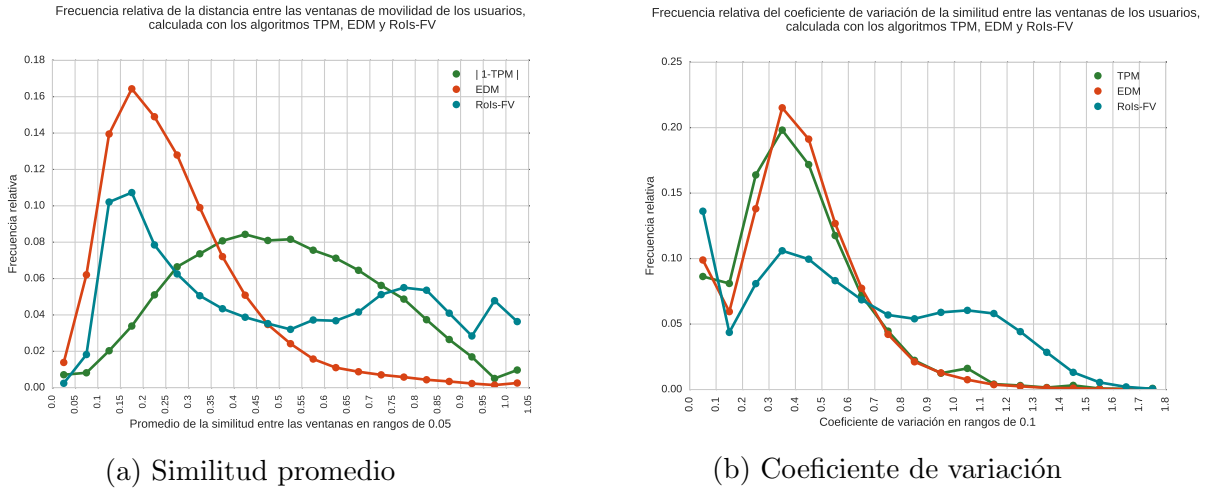 Frecuencia relativa de la distancia entre las ventanas de movilidad de los usuarios,
calculada con los algoritmos TPM, EDM y RoIs-FV
0.18
0.16
0.14
0.12
0.10
0.08
0.06
0.04
0.02
0.00
Frecuencia relativa
| 1-TPM |
EDM
RoIs-FV
0.0 0.05 0.1 0.15 0.2 0.25 0.3 0.35 0.4 0.45 0.5 0.55 0.6 0.65 0.7 0.75 0.8 0.85 0.9 0.95 1.0 1.05
Promedio de la similitud entre las ventanas en rangos de 0.05
(a) Similitud promedio
Frecuencia relativa del coeficiente de variación de la similitud entre las ventanas de los usuarios,
calculada con los algoritmos TPM, EDM y RoIs-FV
0.25
0.20
0.15
0.10
0.05
0.00
Frecuencia relativa
TPM
EDM
RoIs-FV
0.0 0.1 0.2 0.3 0.4 0.5 0.6 0.7 0.8 0.9 1.0 1.1 1.2 1.3 1.4 1.5 1.6 1.7 1.8
Coeficiente de variación en rangos de 0.1
(b) Coeficiente de variación